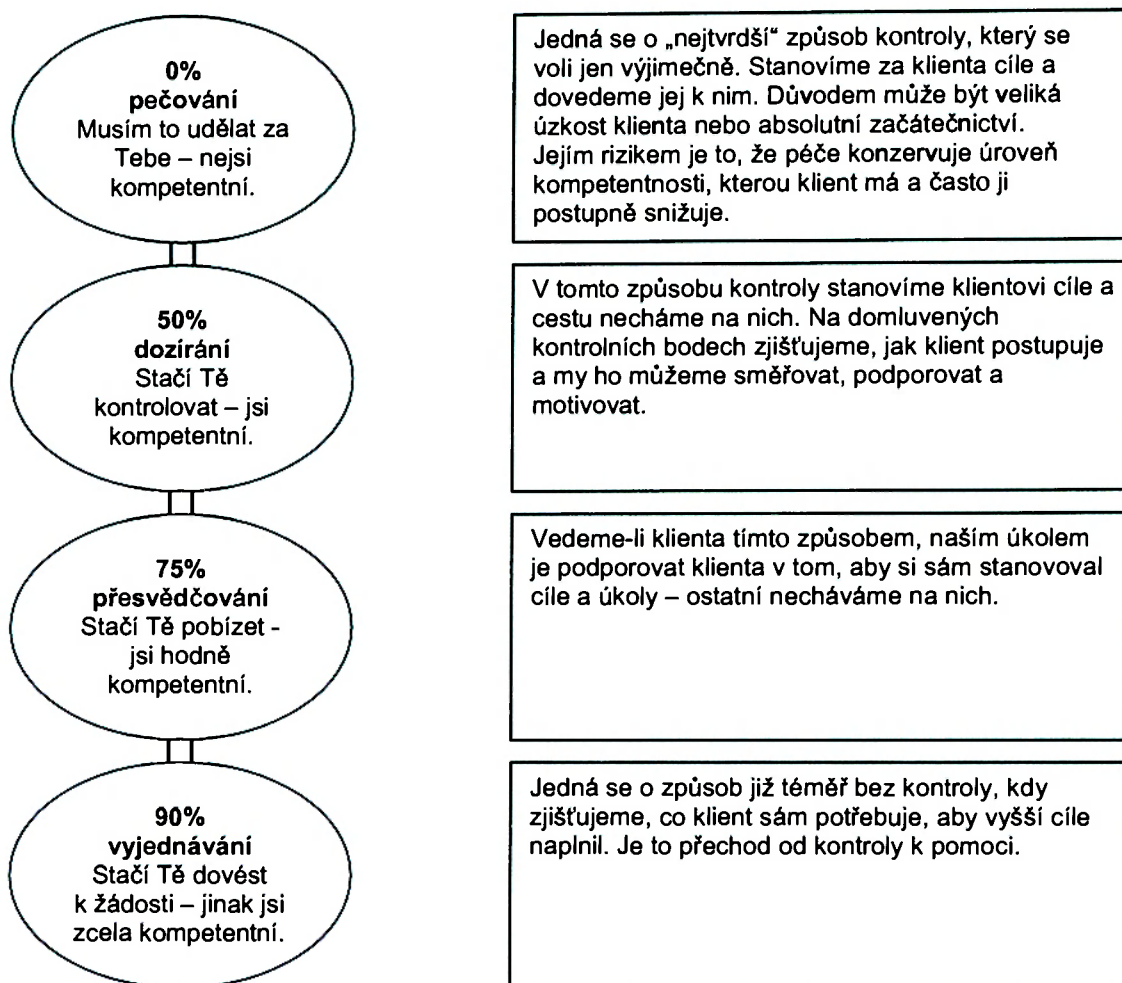 0%
pečování
Musím to udělat za
Tebe – nejsi
kompetentní.
Jedná se o „nejtvrdší“ způsob kontroly, který se
voli jen výjimečně. Stanovíme za klienta cíle a
dovedeme jej k nim. Důvodem může být veliká
úzkost klienta nebo absolutní začátečnictví.
Jejím rizikem je to, že péče konzervuje úroveň
kompetentnosti, kterou klient má a často ji
postupně snižuje.
50%
dozírání
Stačí Tě
kontrolovat – jsi
kompetentní.
V tomto způsobu kontroly stanovíme klientovi cíle a
cestu necháme na nich. Na domluvených
kontrolních bodech zjišťujeme, jak klient postupuje
a my ho můžeme směřovat, podporovat a
motivovat.
75%
přesvědčování
Stačí Tě pobízet -
jsi hodně
kompetentní.
Vedeme-li klienta tímto způsobem, naším úkolem
je podporovat klienta v tom, aby si sám stanovoval
cíle a úkoly – ostatní necháváme na nich.
90%
vyjednávání
Stačí Tě dovést
k žádosti – jinak jsi
zcela kompetentní.
Jedná se o způsob již téměř bez kontroly, kdy
zjišťujeme, co klient sám potřebuje, aby vyšší cíle
naplnil. Je to přechod od kontroly k pomoci.